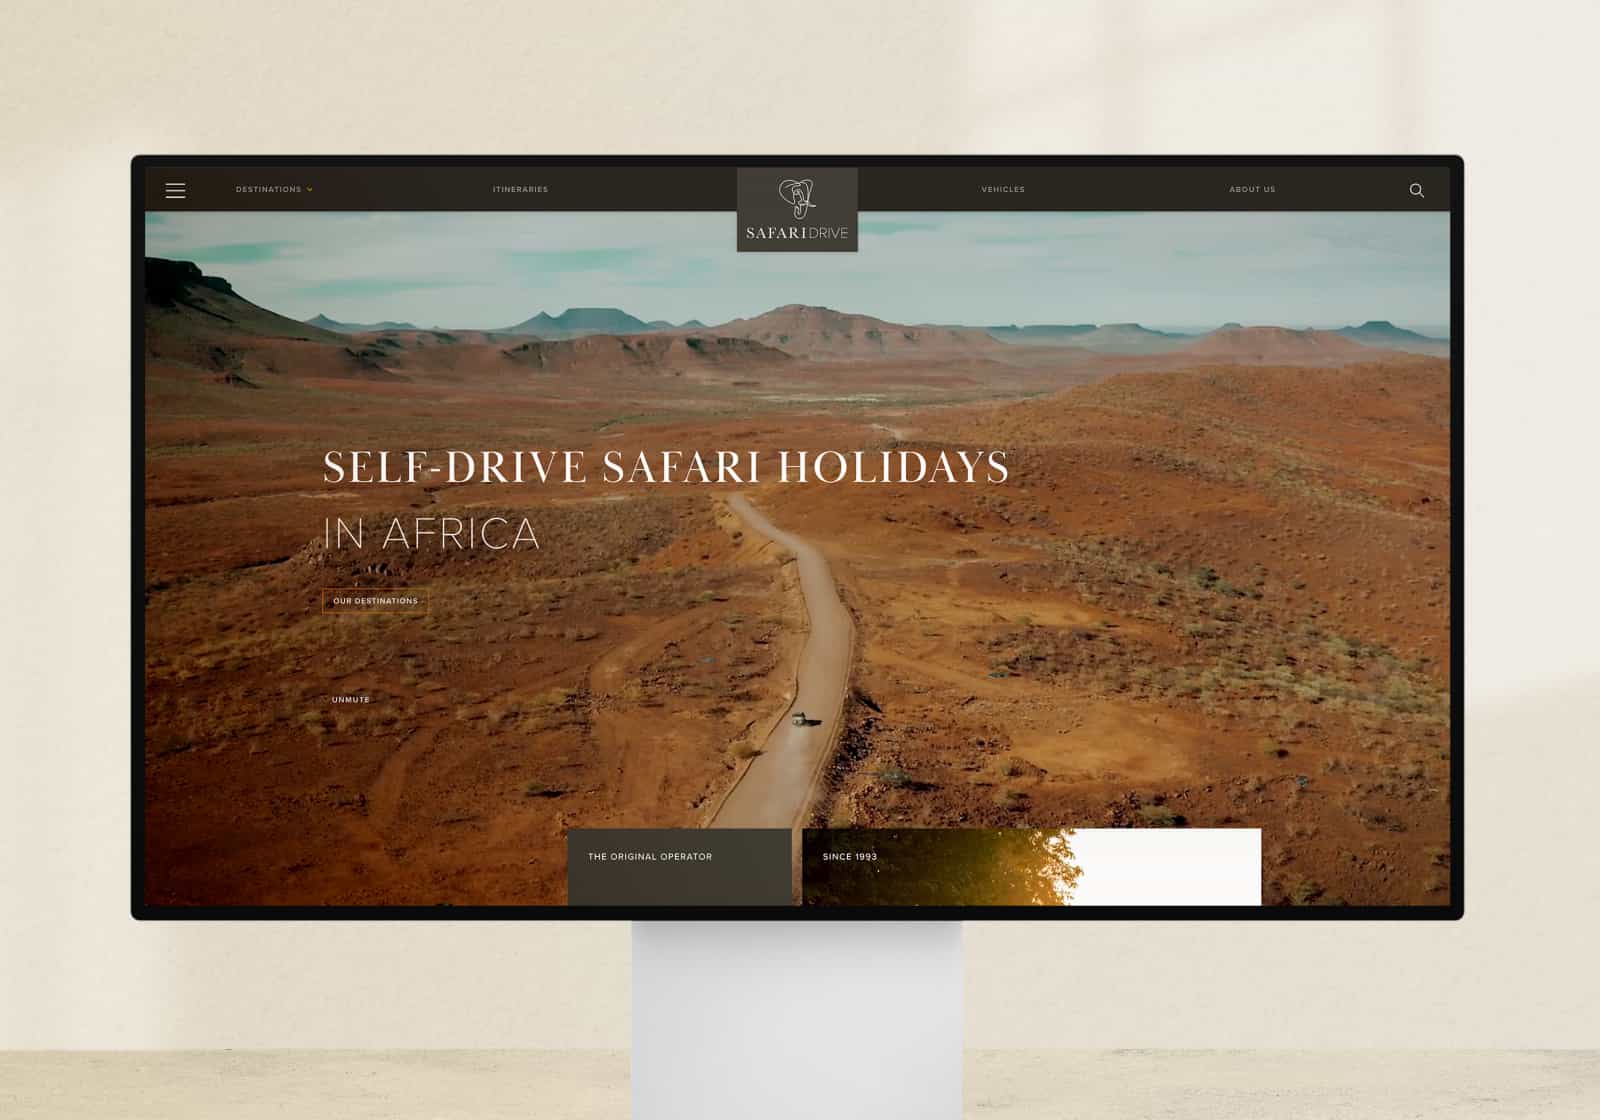 DESTINATIONS
ITINERARIES
SAFARIDRIVE
VEHICLES
ABOUT US
SELF-DRIVE SAFARI HOLIDAYS
IN AFRICA
OUR DESTINATIONS
UNMUTE
THE ORIGINAL OPERATOR
SINCE 1993